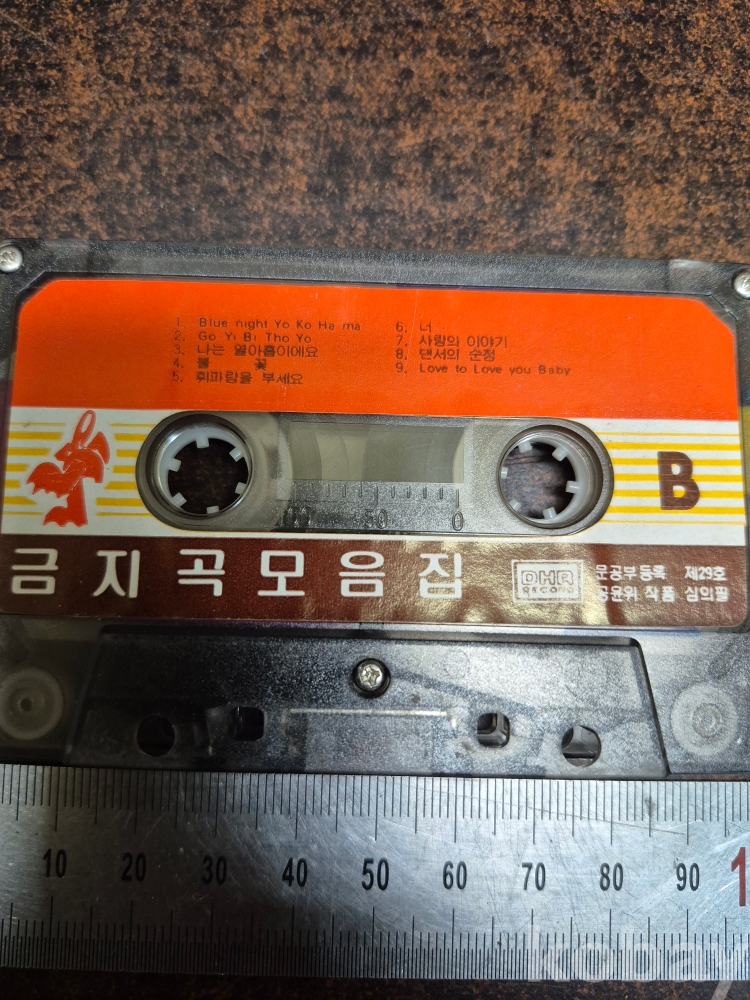 1. Blue night Yo Ko Ha ma
2. Go Yi Bi Tho Yo
3. 나는 열아홉이에요
4. 불 꽃
5. 휘파람을 부세요
6. 너
7. 사랑의 이야기
8. 댄서의 순정
9. Love to Love you Baby
B
100 50 0
금지곡모음집
DHR
RECORD
문공부등록 제29호
공윤위 작품 심의필
10 20 30 40 50 60 70 80 90 1
kobay